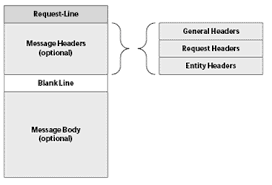 Request-Line
Message Headers
(optional)
General Headers
Request Headers
Entity Headers
Blank Line
Message Body
(optional)